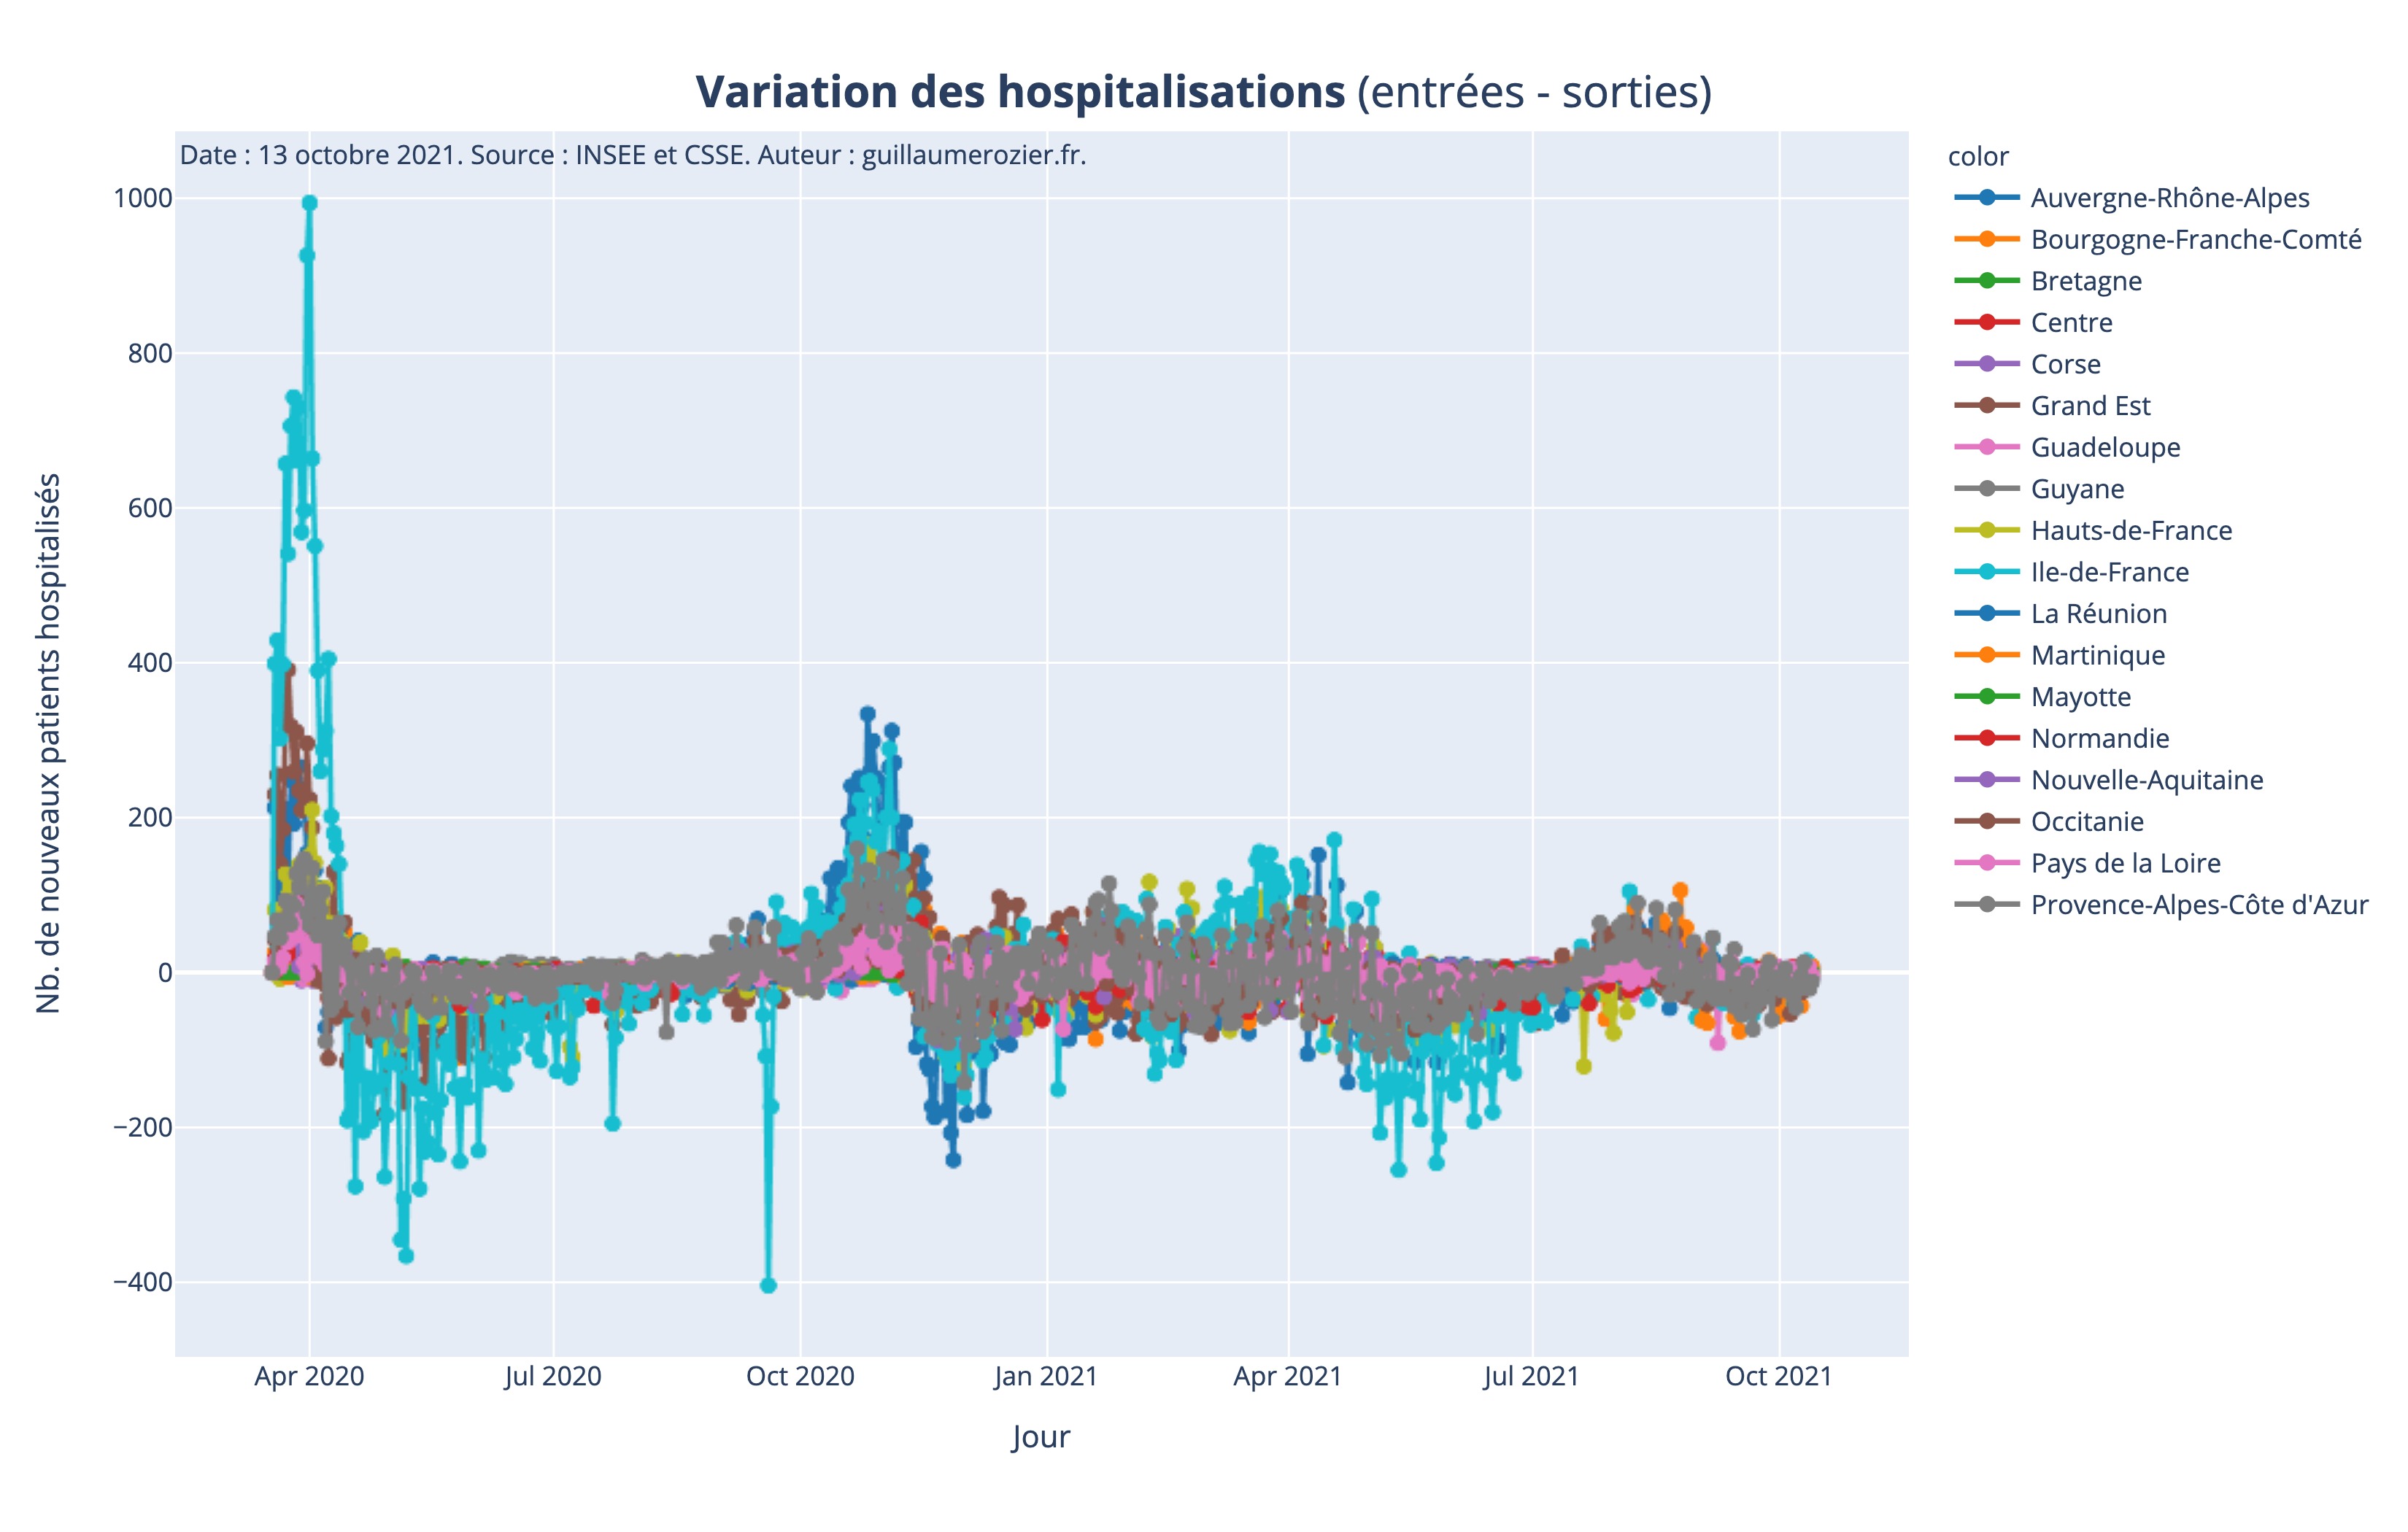 Variation des hospitalisations (entrées - sorties)
Date : 13 octobre 2021. Source : INSEE et CSSE. Auteur : guillaumerozier.fr.
Nb. de nouveaux patients hospitalisés
1000
800
600
400
200
0
−200
−400
Apr 2020
Jul 2020
Oct 2020
Jan 2021
Apr 2021
Jul 2021
Oct 2021
Jour
color
Auvergne-Rhône-Alpes
Bourgogne-Franche-Comté
Bretagne
Centre
Corse
Grand Est
Guadeloupe
Guyane
Hauts-de-France
Ile-de-France
La Réunion
Martinique
Mayotte
Normandie
Nouvelle-Aquitaine
Occitanie
Pays de la Loire
Provence-Alpes-Côte d'Azur